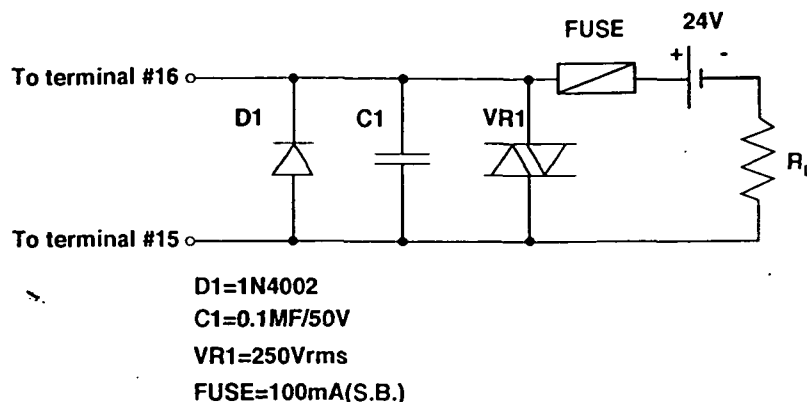 24V
FUSE
+ -
To terminal #16
D1
C1
VR1
To terminal #15
D1=1N4002
C1=0.1MF/50V
VR1=250Vrms
FUSE=100mA(S.B.)